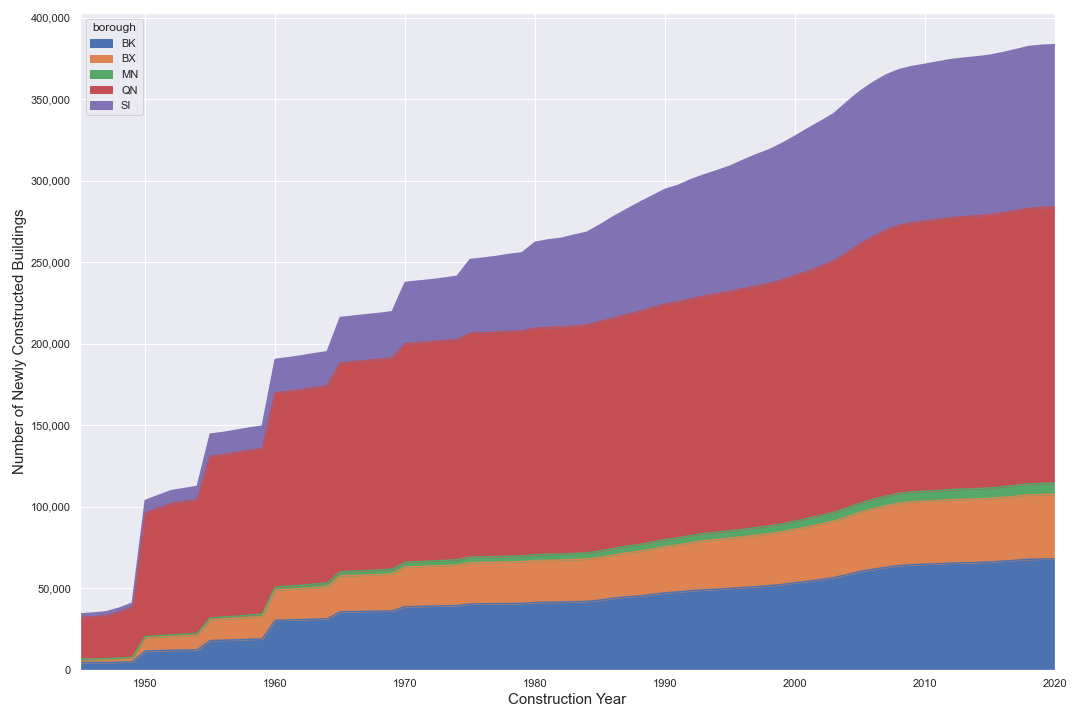 400,000
350,000
300,000
250,000
200,000
150,000
100,000
50,000
0
Number of Newly Constructed Buildings
borough
BK
BX
MN
QN
SI
1950 1960 1970 1980 1990 2000 2010 2020
Construction Year